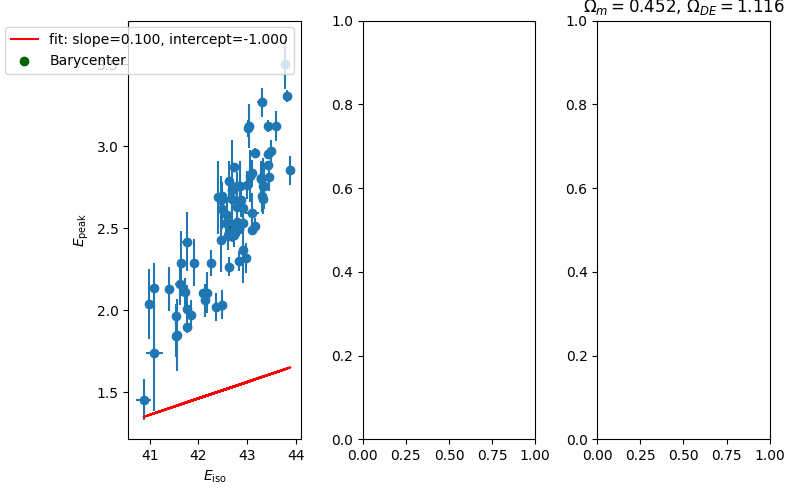 Ωₘ = 0.452, Ω_DE = 1.116
fit: slope=0.100, intercept=-1.000
Barycenter
3.5
3.0
2.5
2.0
1.5
E_peak
41 42 43 44
E_iso
1.0
0.8
0.6
0.4
0.2
0.0
0.00 0.25 0.50 0.75 1.00
1.0
0.8
0.6
0.4
0.2
0.0
0.00 0.25 0.50 0.75 1.00